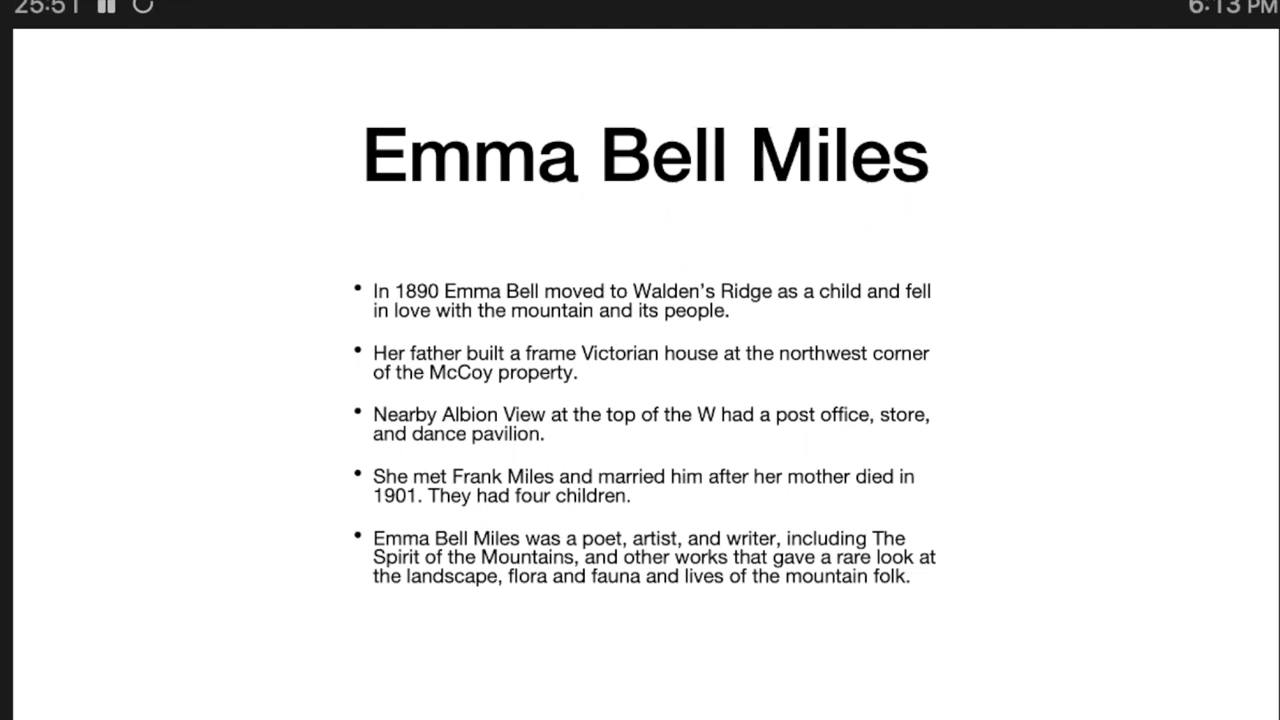 25:51 6:13 PM
Emma Bell Miles
• In 1890 Emma Bell moved to Walden’s Ridge as a child and fell
in love with the mountain and its people.
• Her father built a frame Victorian house at the northwest corner
of the McCoy property.
• Nearby Albion View at the top of the W had a post office, store,
and dance pavilion.
• She met Frank Miles and married him after her mother died in
1901. They had four children.
• Emma Bell Miles was a poet, artist, and writer, including The
Spirit of the Mountains, and other works that gave a rare look at
the landscape, flora and fauna and lives of the mountain folk.